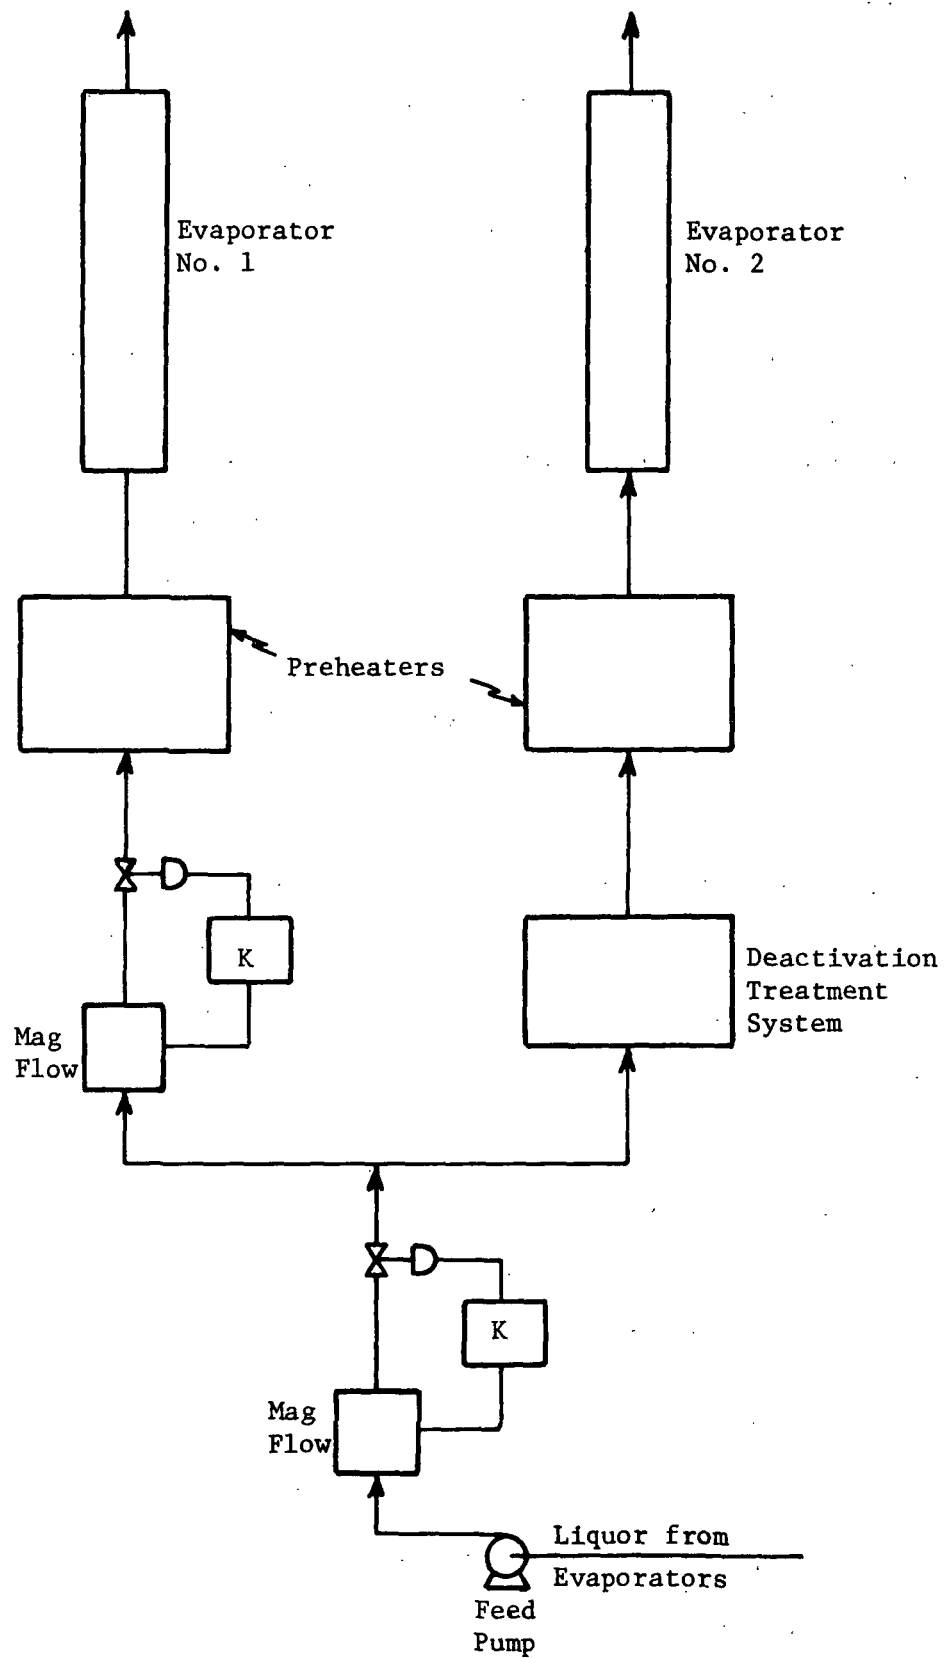 Evaporator
No. 1
Evaporator
No. 2
Preheaters
K
Deactivation
Treatment
System
Mag
Flow
K
Mag
Flow
Liquor from
Evaporators
Feed
Pump